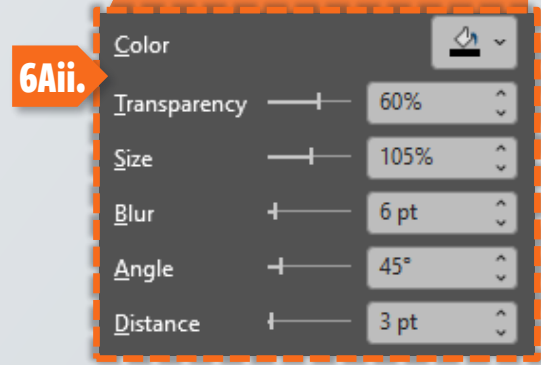 6Aii.
Color
Transparency 60%
Size 105%
Blur 6 pt
Angle 45°
Distance 3 pt